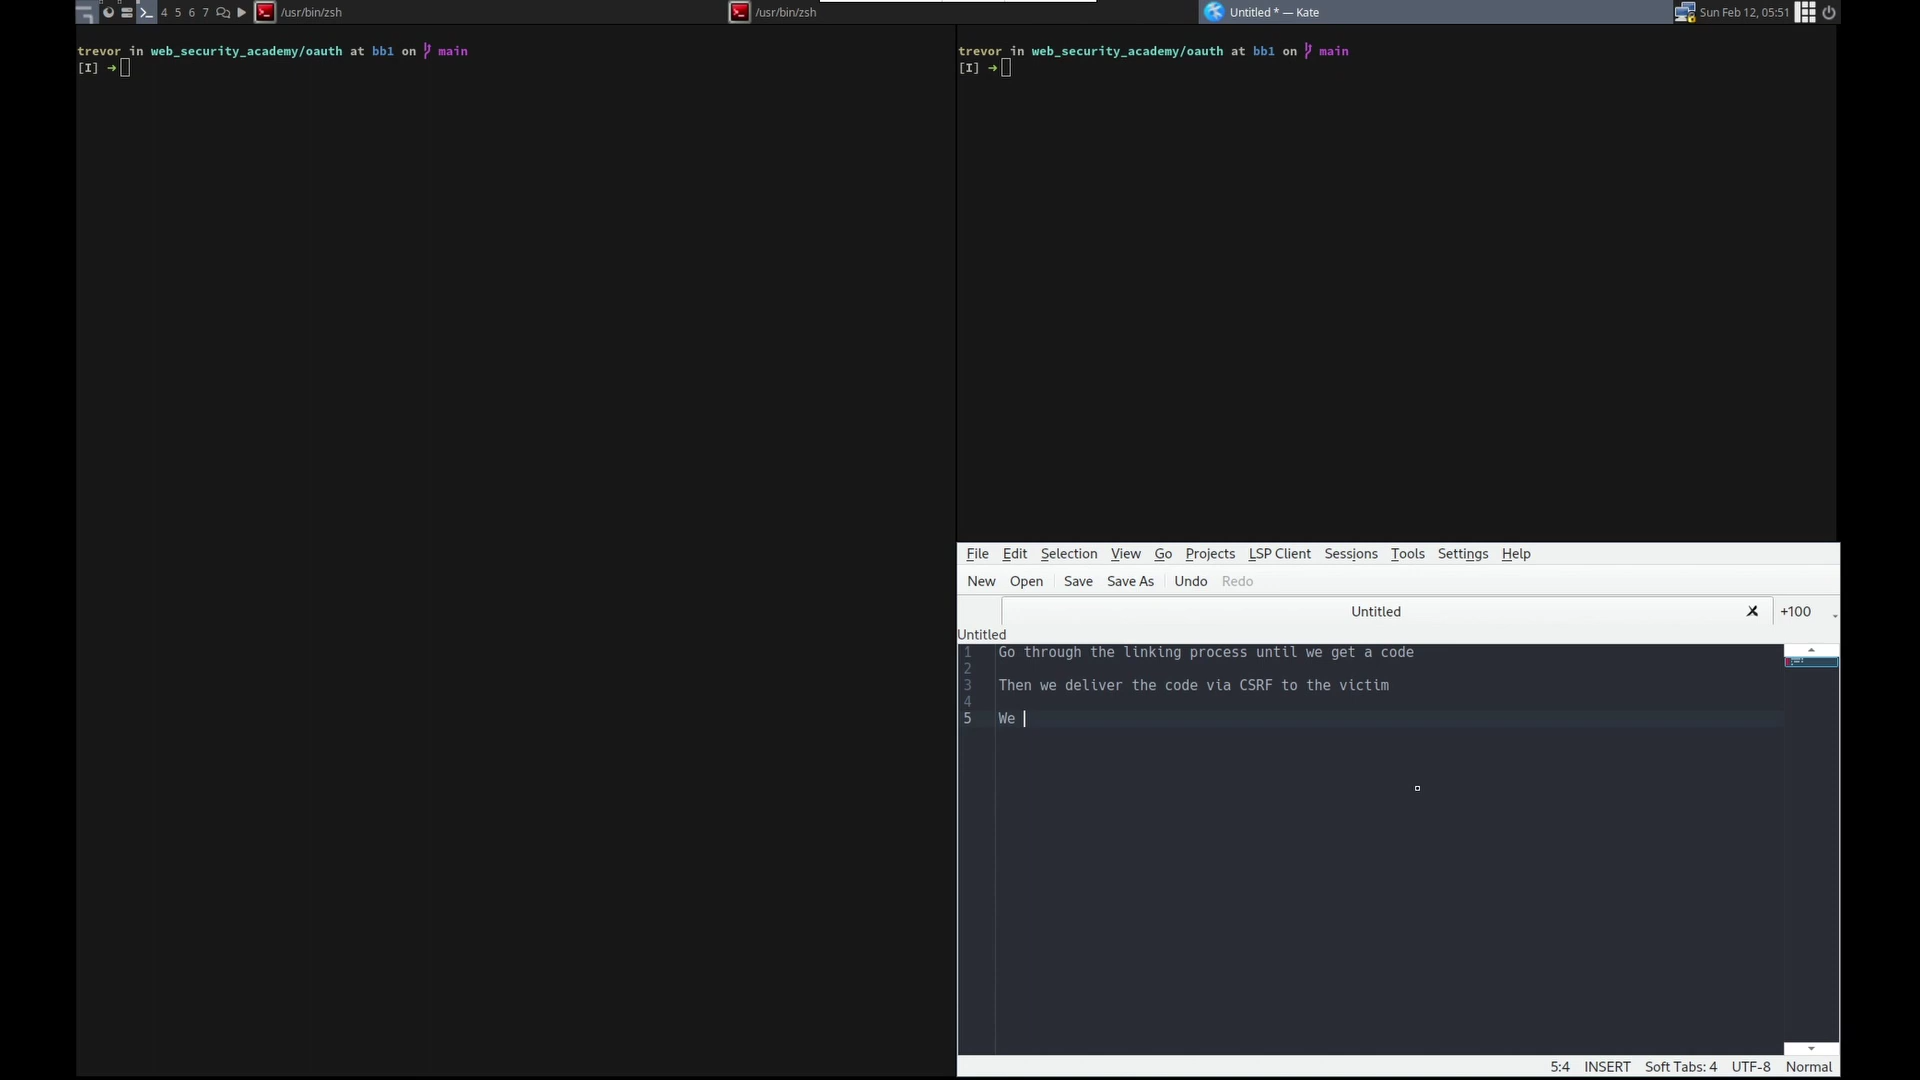 4 5 6 7 /usr/bin/zsh /usr/bin/zsh Untitled * — Kate Sun Feb 12, 05:51
trevor in web_security_academy/oauth at bb1 on main
[I] →
trevor in web_security_academy/oauth at bb1 on main
[I] →
File Edit Selection View Go Projects LSP Client Sessions Tools Settings Help
New Open Save Save As Undo Redo
Untitled +100
Untitled
1 Go through the linking process until we get a code
2
3 Then we deliver the code via CSRF to the victim
4
5 We
5:4 INSERT Soft Tabs: 4 UTF-8 Normal